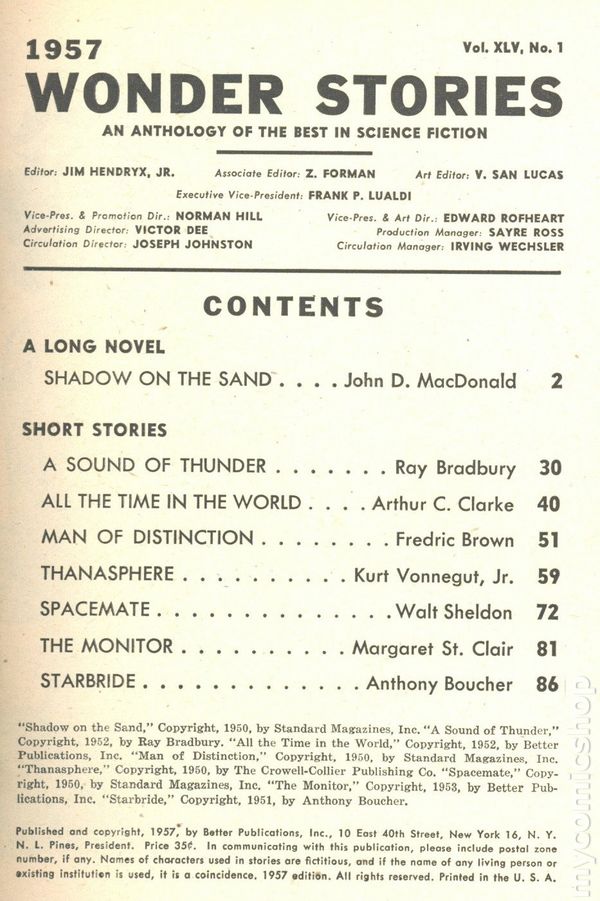 1957
Vol. XLV, No. 1
WONDER STORIES
AN ANTHOLOGY OF THE BEST IN SCIENCE FICTION
Editor: JIM HENDRYX, JR. Associate Editor: Z. FORMAN Art Editor: V. SAN LUCAS
Executive Vice-President: FRANK P. LUALDI
Vice-Pres. & Promotion Dir.: NORMAN HILL Vice-Pres. & Art Dir.: EDWARD ROFHEART
Advertising Director: VICTOR DEE Production Manager: SAYRE ROSS
Circulation Director: JOSEPH JOHNSTON Circulation Manager: IRVING WECHSLER
CONTENTS
A LONG NOVEL
SHADOW ON THE SAND . . . . John D. MacDonald 2
SHORT STORIES
A SOUND OF THUNDER . . . . . . . Ray Bradbury 30
ALL THE TIME IN THE WORLD . . . . Arthur C. Clarke 40
MAN OF DISTINCTION . . . . . . . . Fredric Brown 51
THANASPHERE . . . . . . . . . . Kurt Vonnegut, Jr. 59
SPACEMATE . . . . . . . . . . . . . . Walt Sheldon 72
THE MONITOR . . . . . . . . . . Margaret St. Clair 81
STARBRIDE . . . . . . . . . . . . . Anthony Boucher 86
"Shadow on the Sand," Copyright, 1950, by Standard Magazines, Inc. "A Sound of Thunder,"
Copyright, 1952, by Ray Bradbury. "All the Time in the World," Copyright, 1952, by Better
Publications, Inc. "Man of Distinction," Copyright, 1950, by Standard Magazines, Inc.
"Thanasphere," Copyright, 1950, by The Crowell-Collier Publishing Co. "Spacemate," Copy-
right, 1950, by Standard Magazines, Inc. "The Monitor," Copyright, 1953, by Better Pub-
lications, Inc. "Starbride," Copyright, 1951, by Anthony Boucher.
Published and copyright, 1957, by Better Publications, Inc., 10 East 40th Street, New York 16, N. Y.
N. L. Pines, President. Price 35¢. In communicating with this publication, please include postal zone
number, if any. Names of characters used in stories are fictitious, and if the name of any living person or
existing institution is used, it is a coincidence. 1957 edition. All rights reserved. Printed in the U. S. A.
mycomicshop